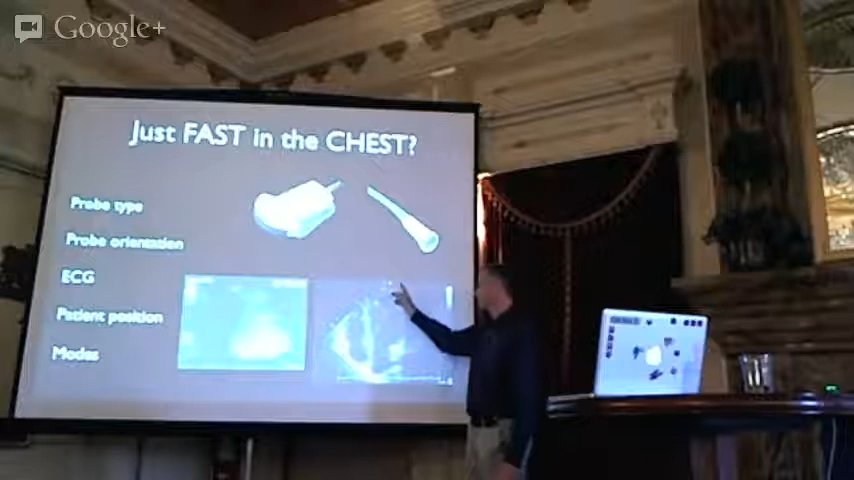 Google+
Just FAST in the CHEST?
Probe type
Probe orientation
ECG
Patient position
Modes